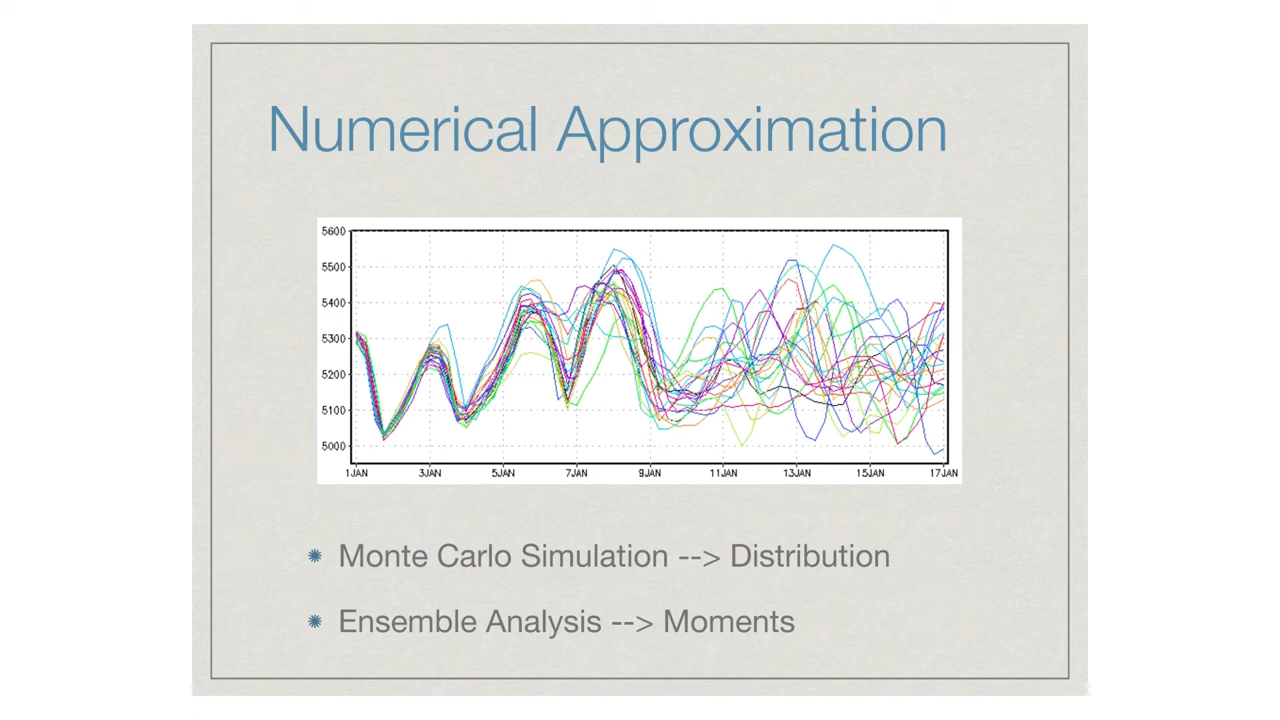 Numerical Approximation
5600
5500
5400
5300
5200
5100
5000
1JAN 3JAN 5JAN 7JAN 9JAN 11JAN 13JAN 15JAN 17JAN
Monte Carlo Simulation --> Distribution
Ensemble Analysis --> Moments